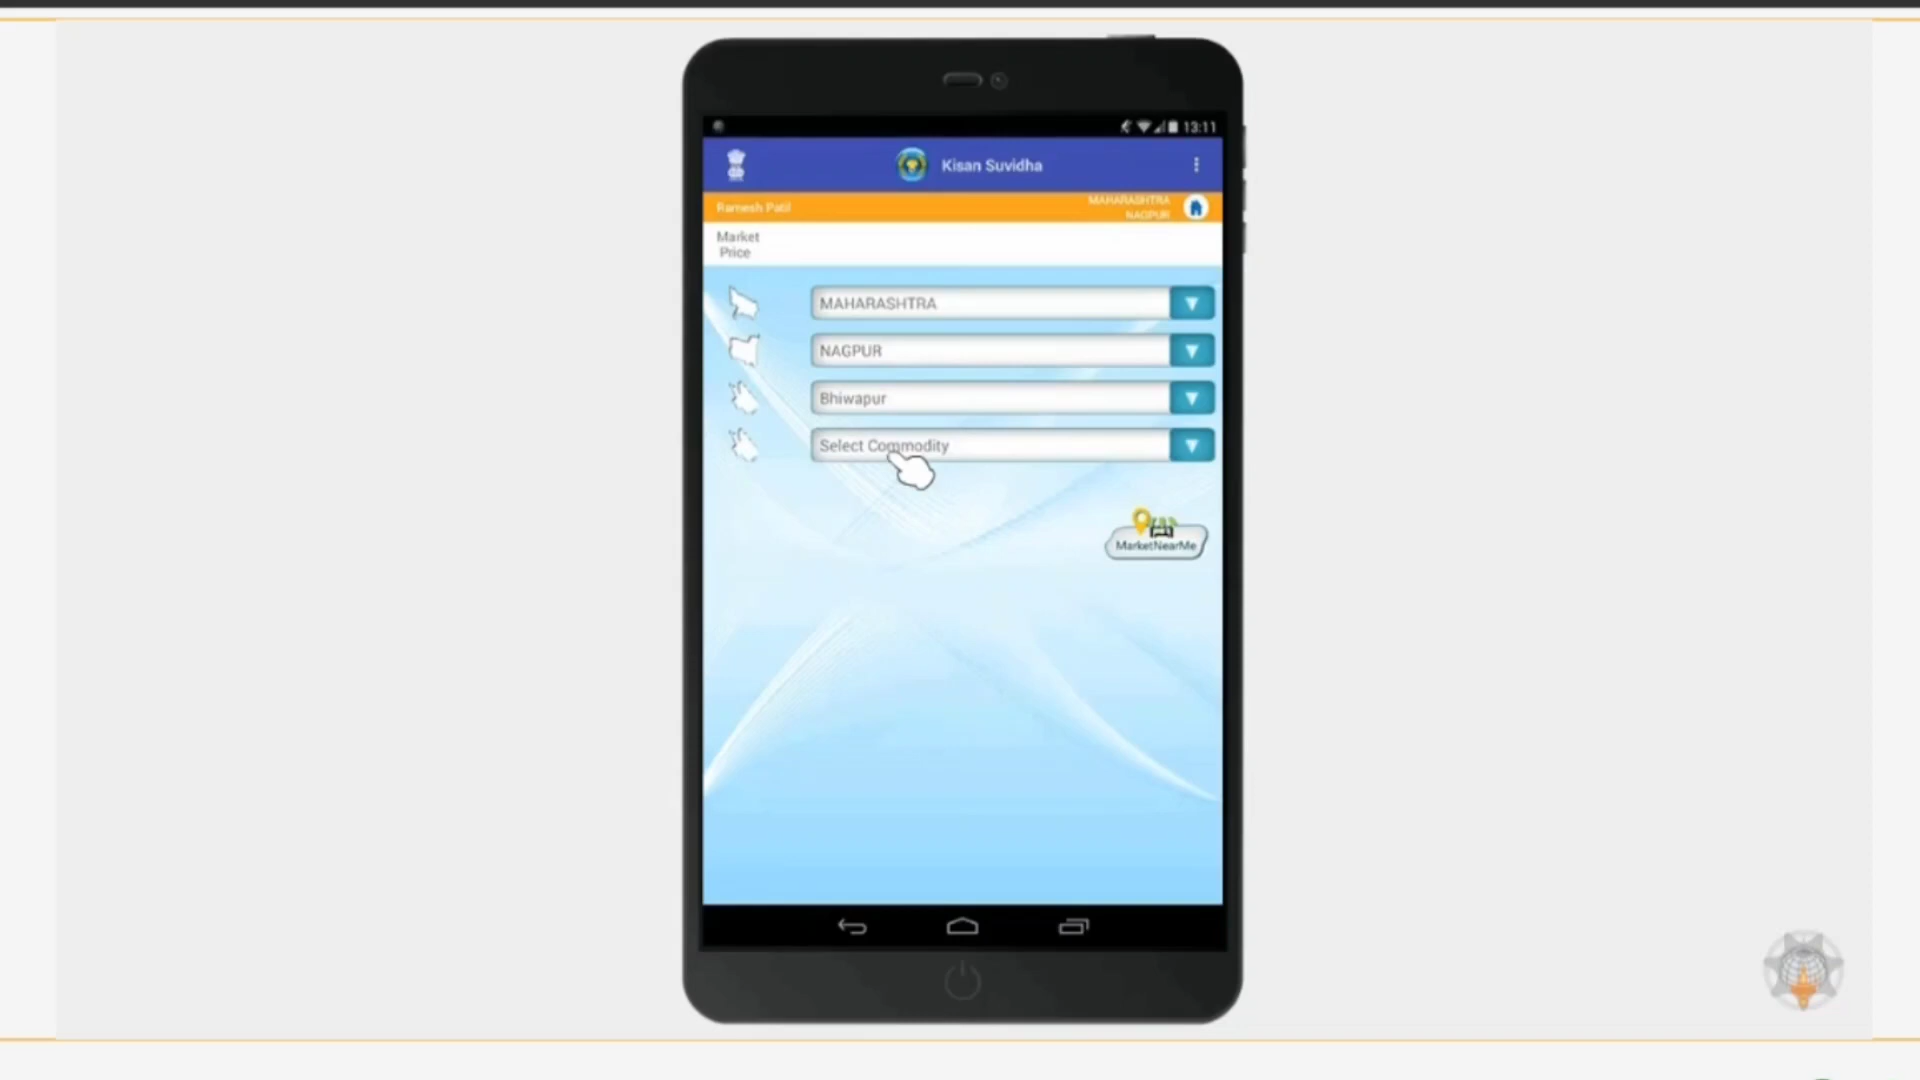 13:11
Kisan Suvidha
Ramesh Patil
MAHARASHTRA
NAGPUR
Market
Price
MAHARASHTRA
NAGPUR
Bhiwapur
Select Commodity
MarketNearMe